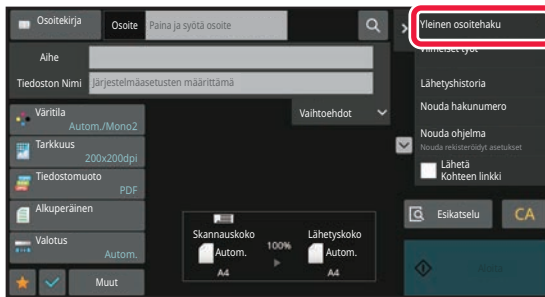 Osoitekirja
Osoite
Paina ja syötä osoite
Aihe
Tiedoston Nimi
Järjestelmäasetusten määrittämä
Väritila
Autom./Mono2
Tarkkuus
200x200dpi
Tiedostomuoto
PDF
Alkuperäinen
Valotus
Autom.
Muut
Vaihtoehdot
Skannauskoko
Autom.
A4
100%
Lähetyskoko
Autom.
A4
Yleinen osoitehaku
Viimeiset työt
Lähetyshistoria
Nouda hakunumero
Nouda ohjelma
Nouda rekisteröidyt asetukset
Lähetä
Kohteen linkki
Esikatselu
CA
Aloita